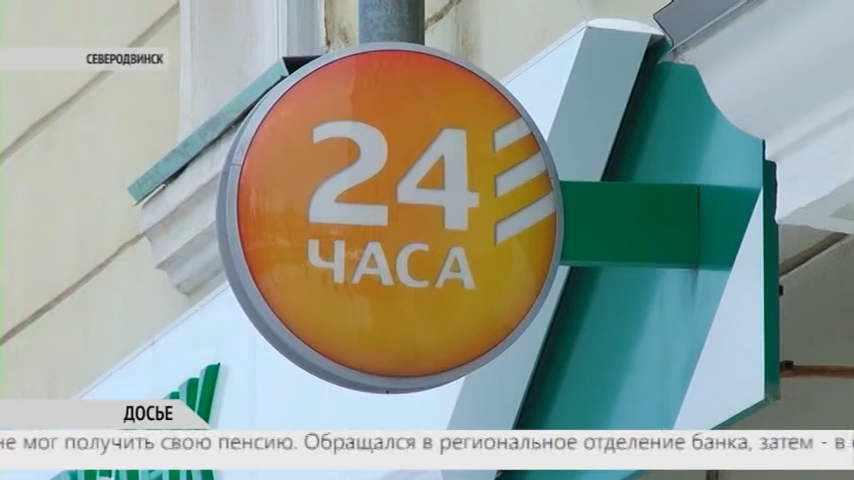 СЕВЕРОДВИНСК
24
ЧАСА
ДОСЬЕ
не мог получить свою пенсию. Обращался в региональное отделение банка, затем - в